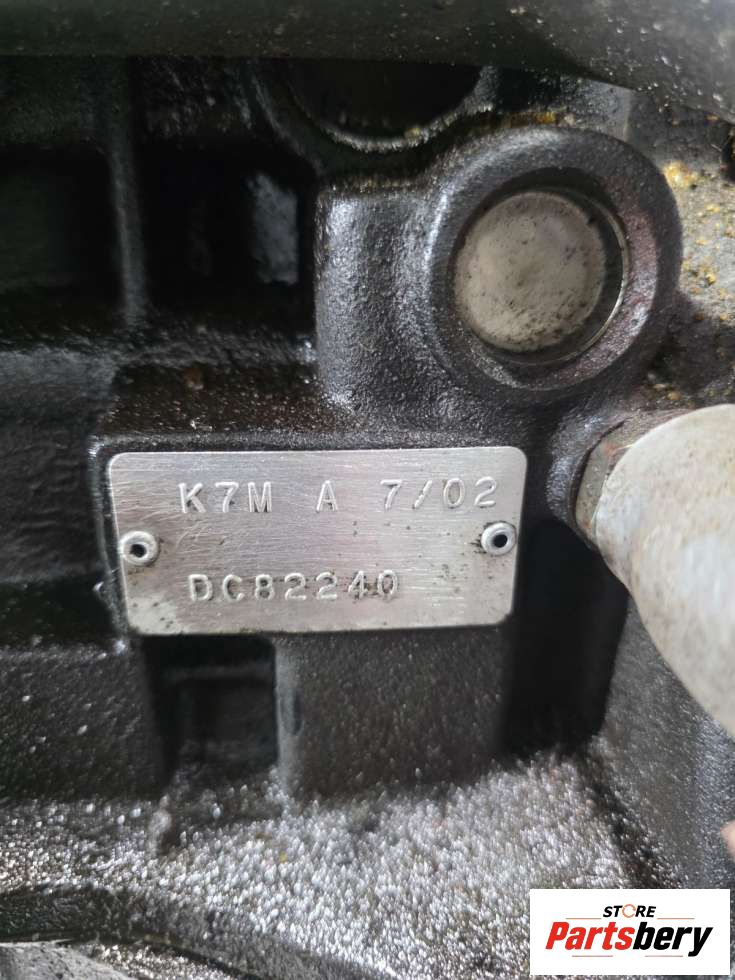 K7M A 7/02
DC82240
STORE
Partsbery